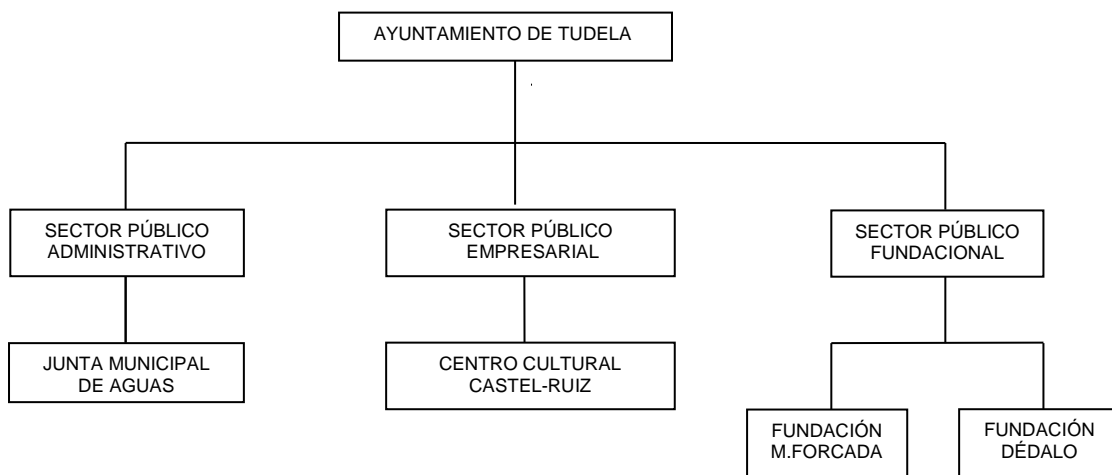 AYUNTAMIENTO DE TUDELA
SECTOR PÚBLICO
ADMINISTRATIVO
SECTOR PÚBLICO
EMPRESARIAL
SECTOR PÚBLICO
FUNDACIONAL
JUNTA MUNICIPAL
DE AGUAS
CENTRO CULTURAL
CASTEL-RUIZ
FUNDACIÓN
M.FORCADA
FUNDACIÓN
DÉDALO